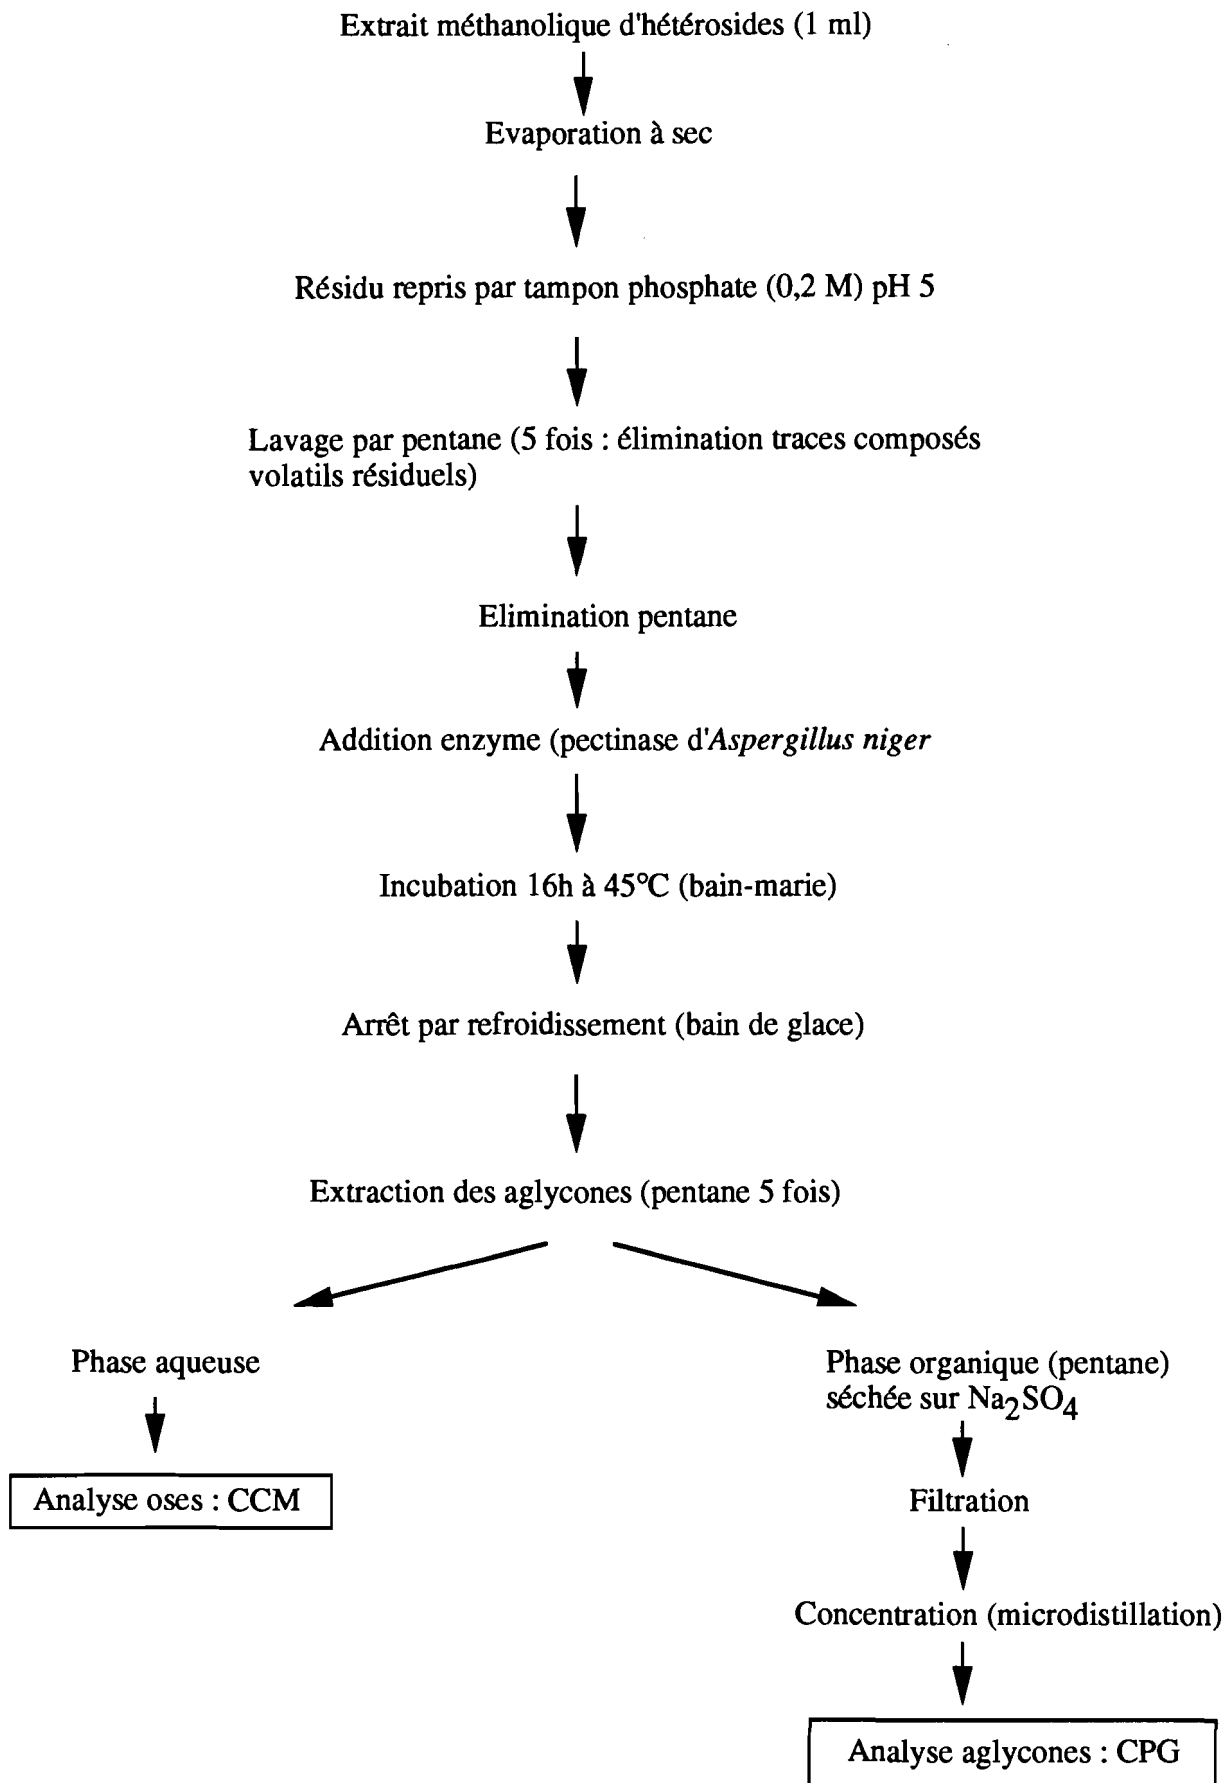 Extrait méthanolique d'hétérosides (1 ml)
Evaporation à sec
Résidu repris par tampon phosphate (0,2 M) pH 5
Lavage par pentane (5 fois : élimination traces composés
volatils résiduels)
Elimination pentane
Addition enzyme (pectinase d'Aspergillus niger
Incubation 16h à 45°C (bain-marie)
Arrêt par refroidissement (bain de glace)
Extraction des aglycones (pentane 5 fois)
Phase aqueuse
Analyse oses : CCM
Phase organique (pentane)
séchée sur Na2SO4
Filtration
Concentration (microdistillation)
Analyse aglycones : CPG